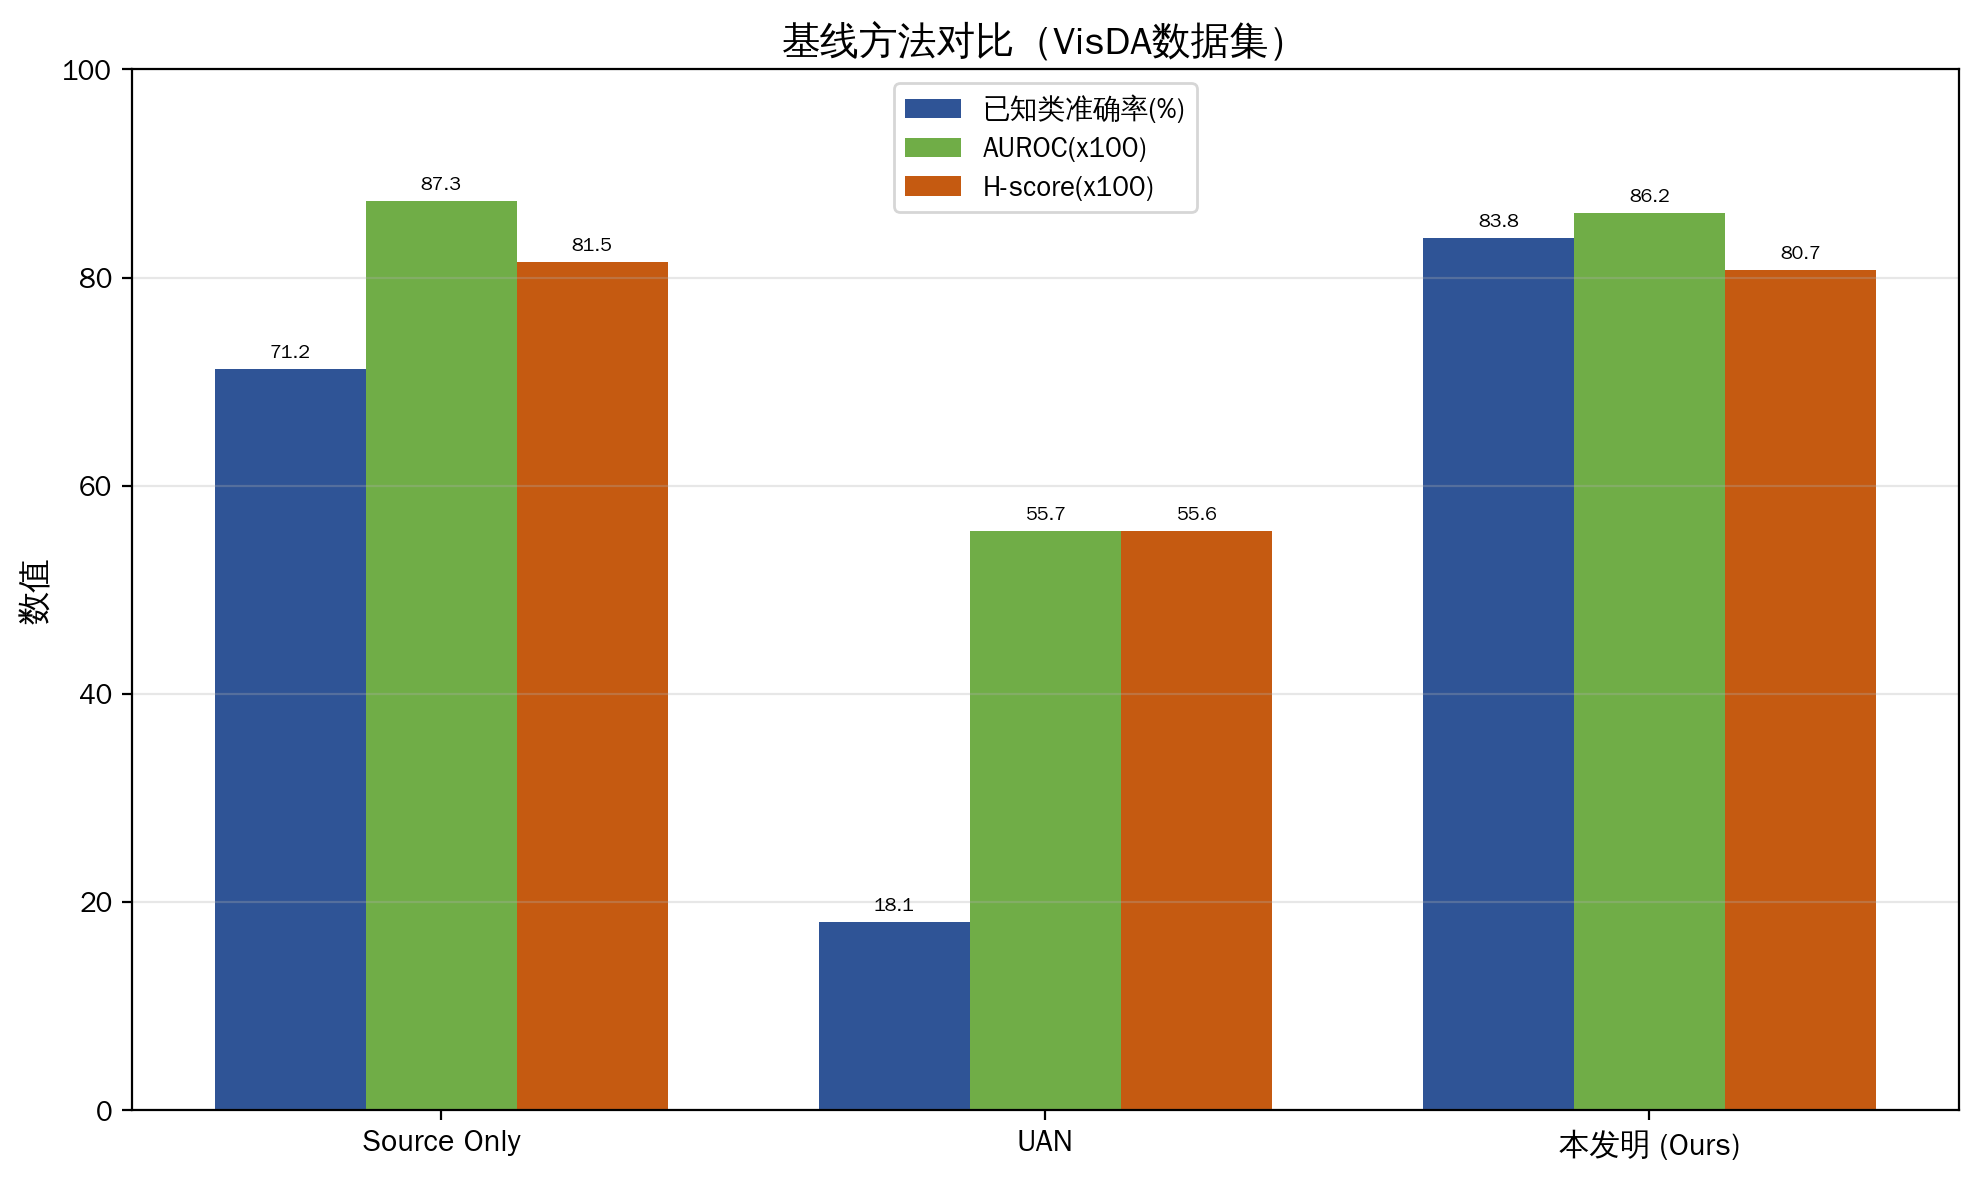 基线方法对比（VisDA数据集）
已知类准确率(%)
AUROC(x100)
H-score(x100)
数值
100
80
60
40
20
0
71.2
87.3
81.5
18.1
55.7
55.6
83.8
86.2
80.7
Source Only
UAN
本发明 (Ours)